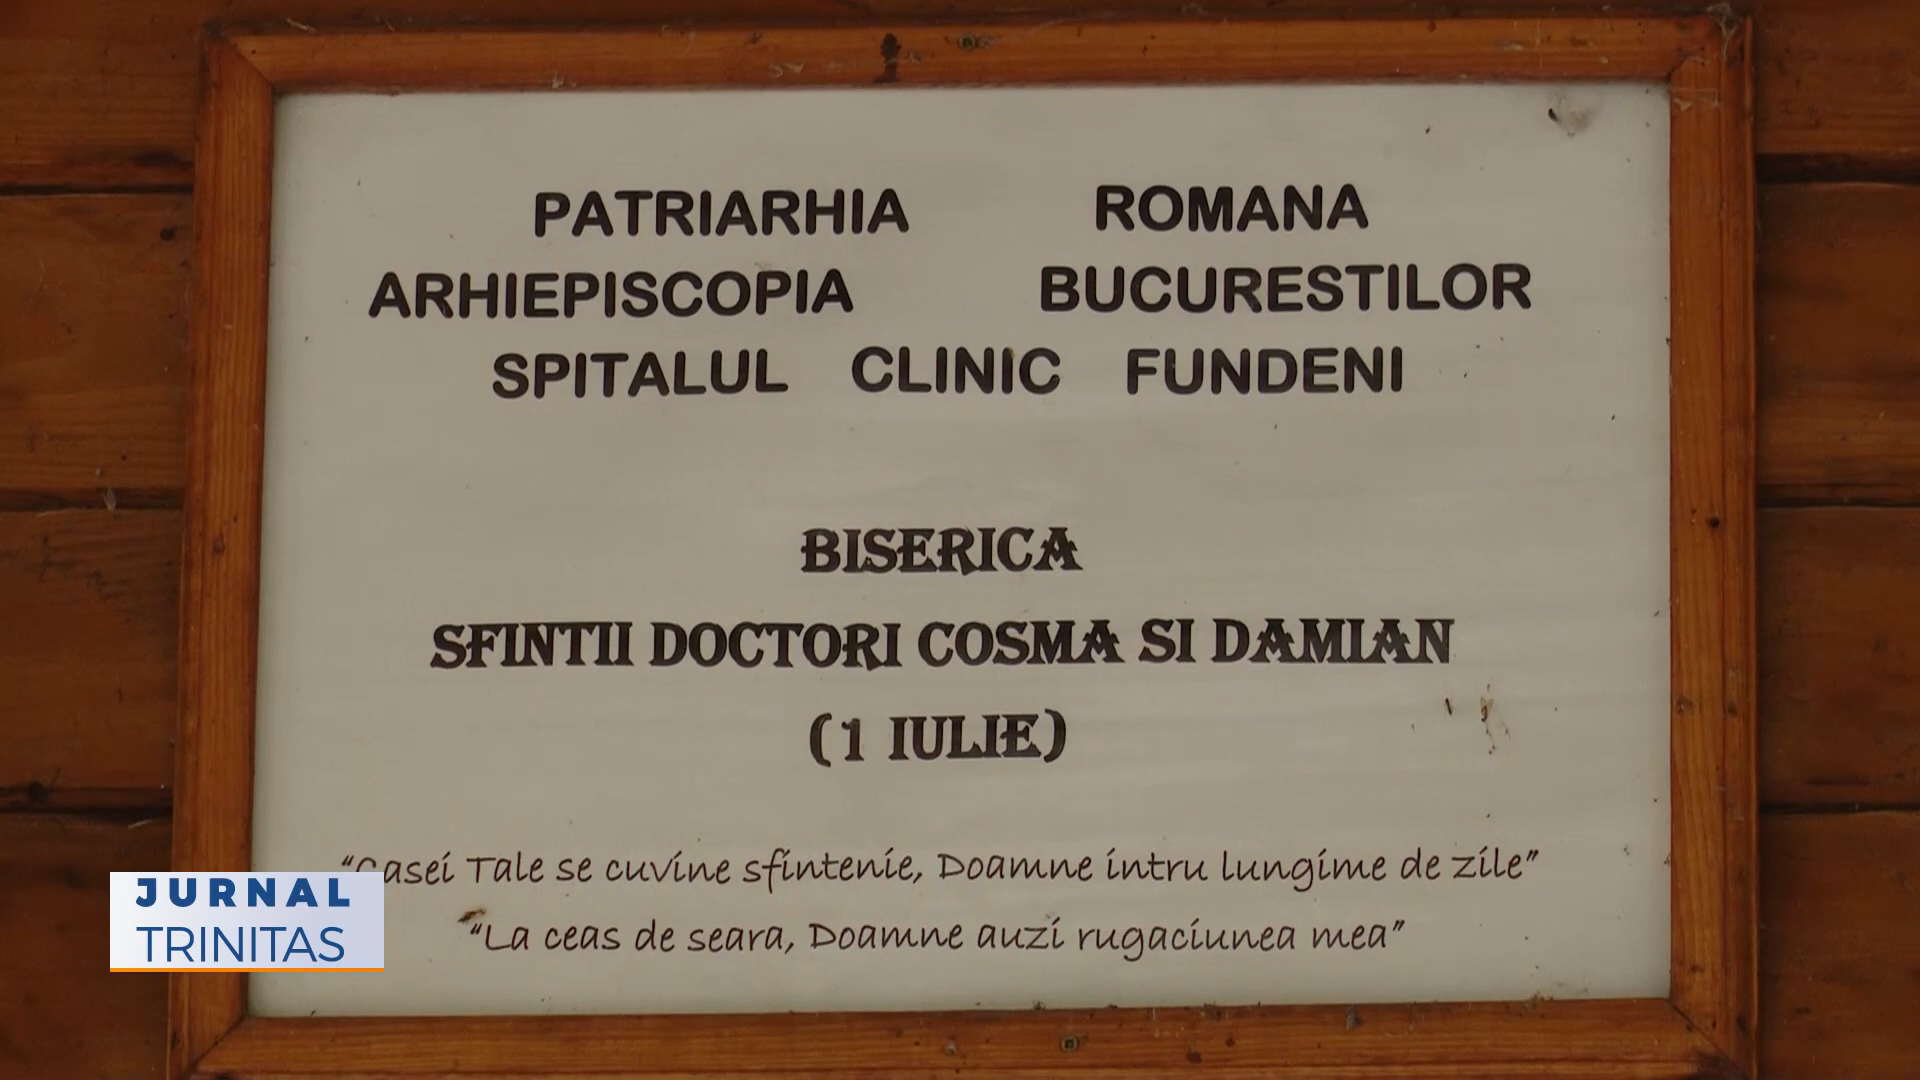 PATRIARHIA ROMANA
ARHIEPISCOPIA BUCURESTILOR
SPITALUL CLINIC FUNDENI
BISERICA
SFINTII DOCTORI COSMA SI DAMIAN
(1 IULIE)
“Casei Tale se cuvine sfintenie, Doamne intru lungime de zile”
“La ceas de seara, Doamne auzi rugaciunea mea”
JURNAL
TRINITAS